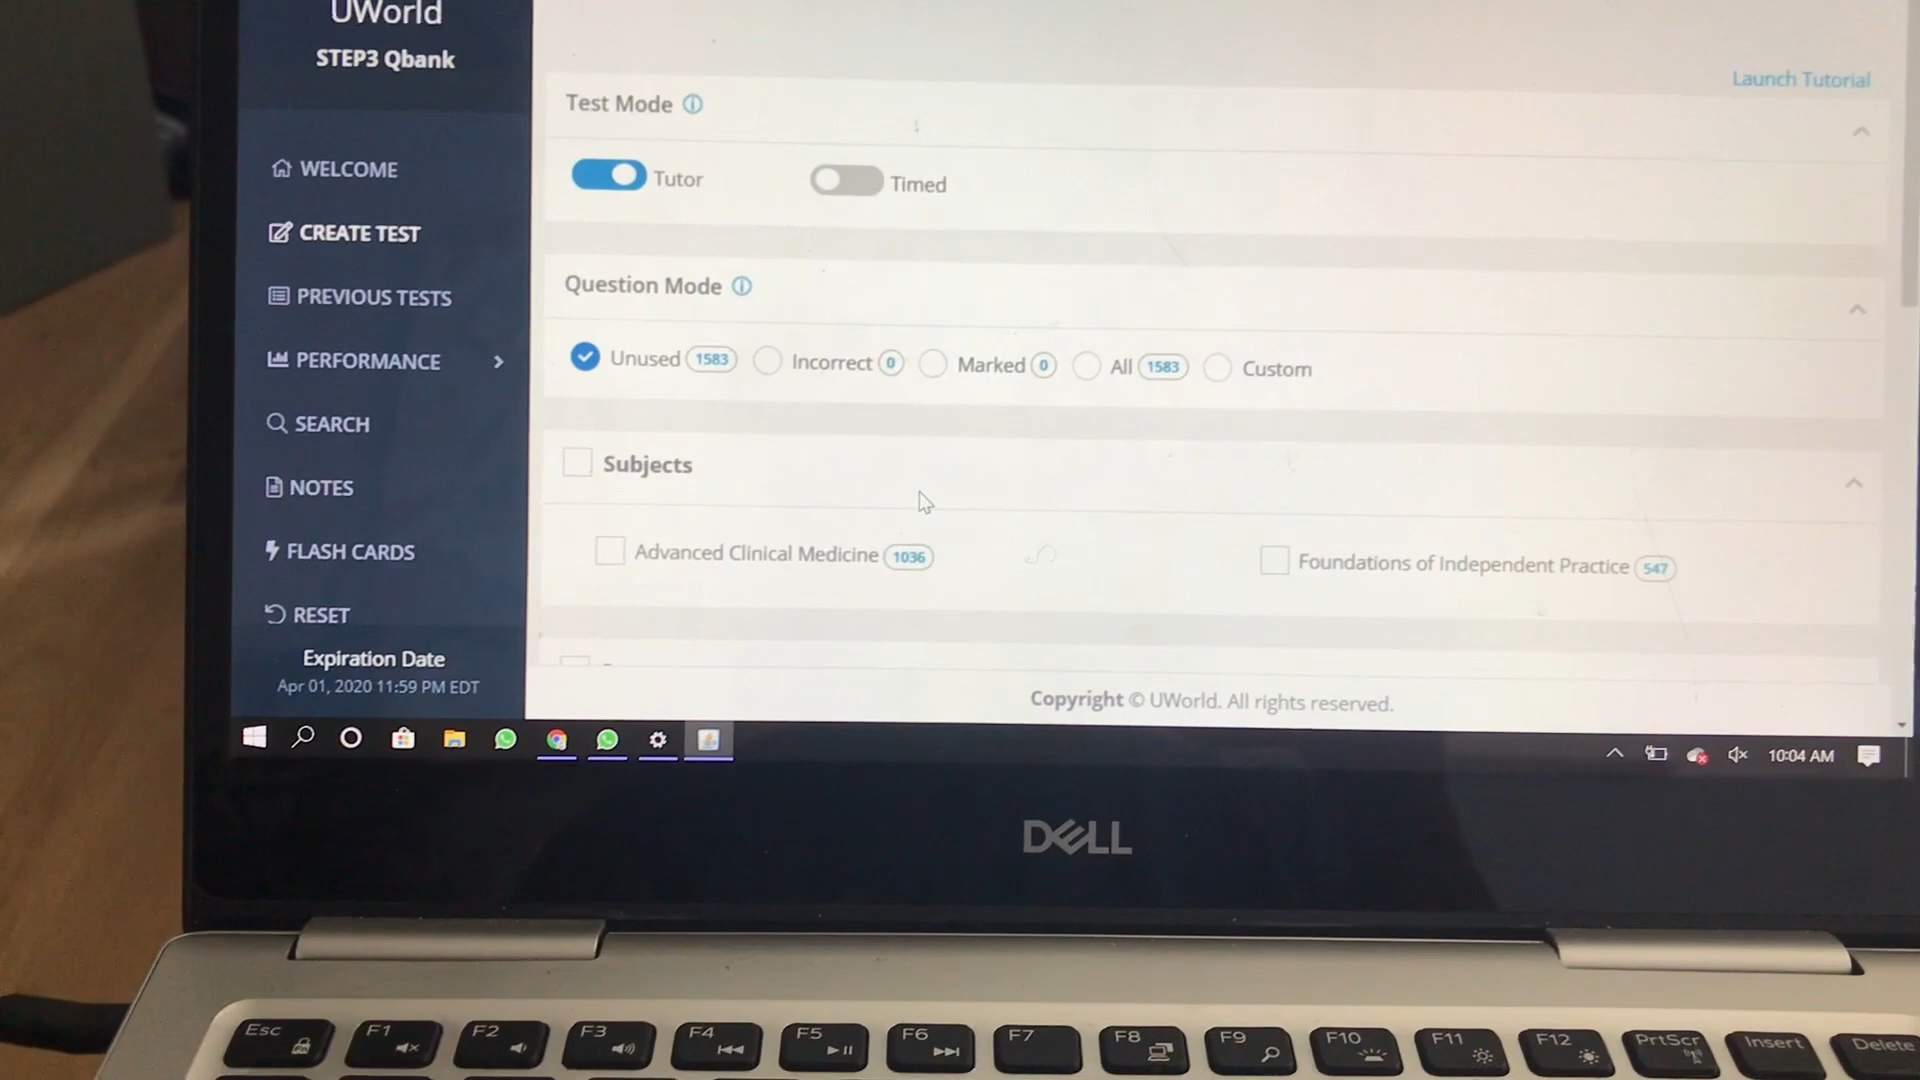 UWorld
STEP3 Qbank
WELCOME
CREATE TEST
PREVIOUS TESTS
PERFORMANCE
SEARCH
NOTES
FLASH CARDS
RESET
Expiration Date
Apr 01, 2020 11:59 PM EDT
Launch Tutorial
Test Mode
Tutor Timed
Question Mode
Unused 1583 Incorrect 0 Marked 0 All 1583 Custom
Subjects
Advanced Clinical Medicine 1036 Foundations of Independent Practice 547
Copyright © UWorld. All rights reserved.
10:04 AM
DELL
Esc F1 F2 F3 F4 F5 F6 F7 F8 F9 F10 F11 F12 PrtScr Insert Delete